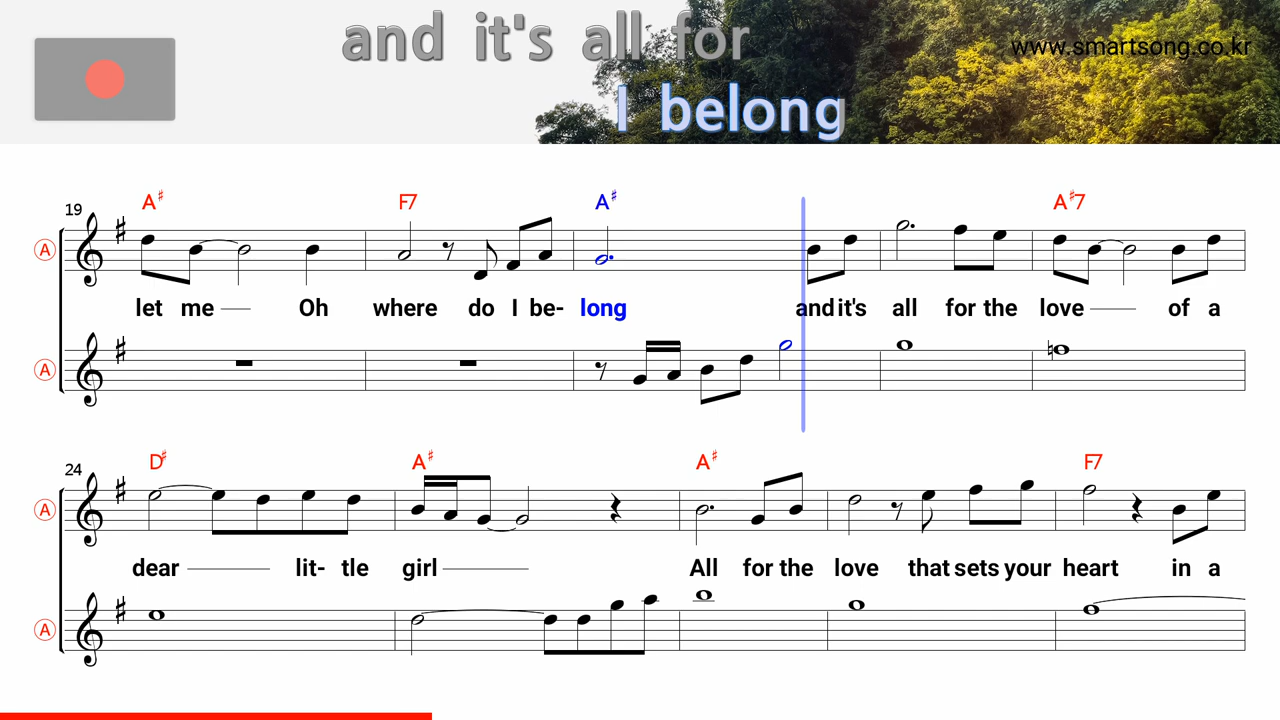 and it's all for
www.smartsong.co.kr
I belong
19 A♯ F7 A♯ A♯7
A
let me Oh where do I be- long and it's all for the love of a
A
24 D♯ A♯ A♯ F7
A
dear lit- tle girl All for the love that sets your heart in a
A